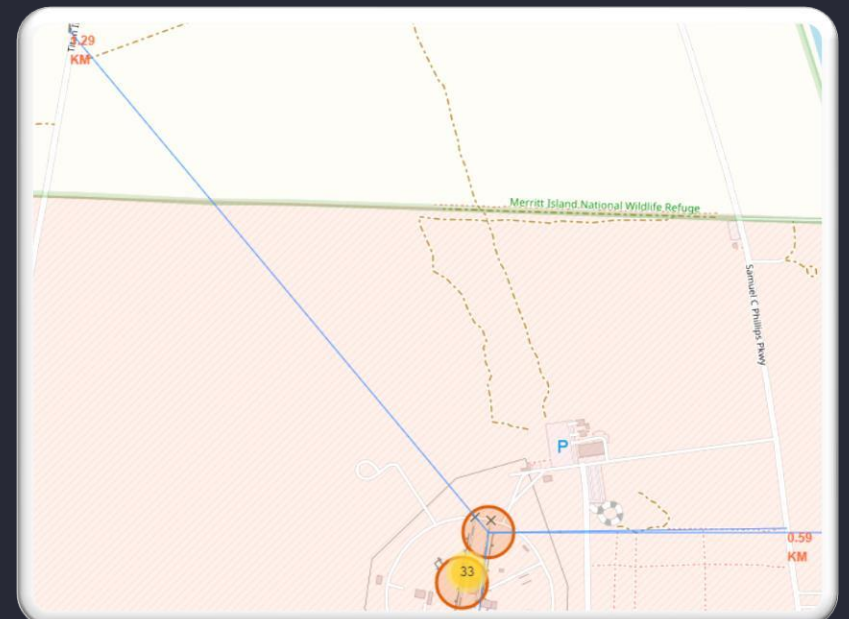 1.29
KM
Merritt Island National Wildlife Refuge
Samuel C Phillips Pkwy
P
0.59
KM
33